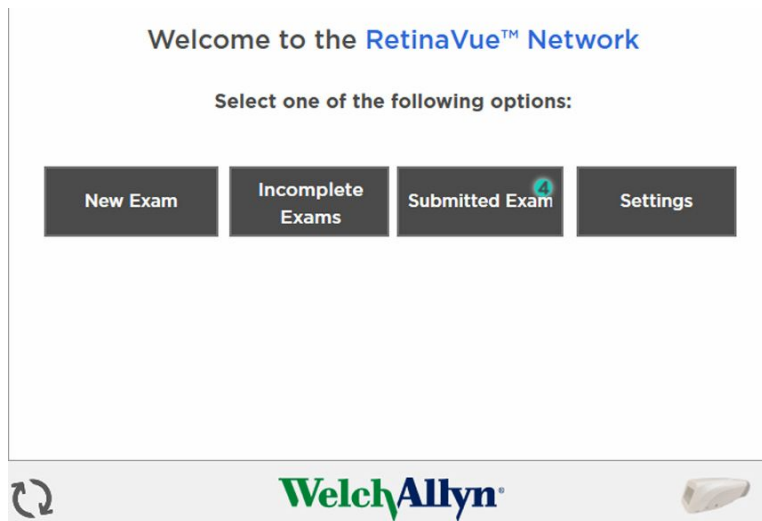 Welcome to the RetinaVue™ Network
Select one of the following options:
New Exam
Incomplete
Exams
Submitted Exam
4
Settings
WelchAllyn®